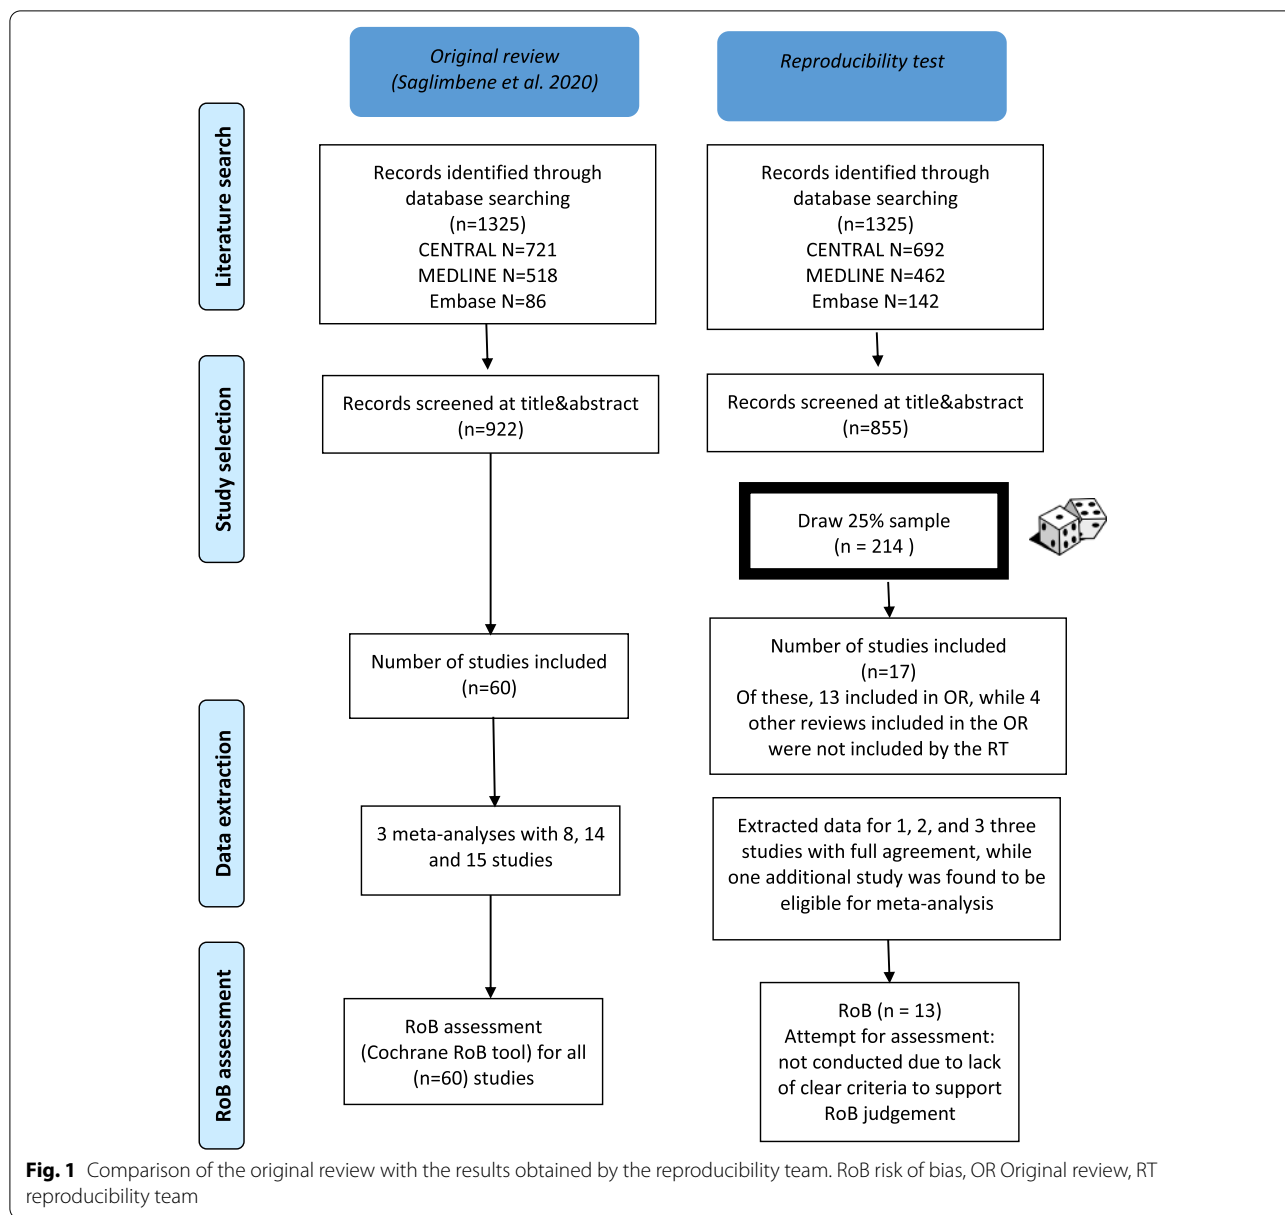 Original review
(Saglimbene et al. 2020)
Reproducibility test
Literature search
Records identified through
database searching
(n=1325)
CENTRAL N=721
MEDLINE N=518
Embase N=86
Records identified through
database searching
(n=1325)
CENTRAL N=692
MEDLINE N=462
Embase N=142
Study selection
Records screened at title&abstract
(n=922)
Records screened at title&abstract
(n=855)
Draw 25% sample
(n = 214 )
Number of studies included
(n=60)
Number of studies included
(n=17)
Of these, 13 included in OR, while 4
other reviews included in the OR
were not included by the RT
Data extraction
3 meta-analyses with 8, 14
and 15 studies
Extracted data for 1, 2, and 3 three
studies with full agreement, while
one additional study was found to be
eligible for meta-analysis
RoB assessment
RoB assessment
(Cochrane RoB tool) for all
(n=60) studies
RoB (n = 13)
Attempt for assessment:
not conducted due to lack
of clear criteria to support
RoB judgement
Fig. 1 Comparison of the original review with the results obtained by the reproducibility team. RoB risk of bias, OR Original review, RT
reproducibility team